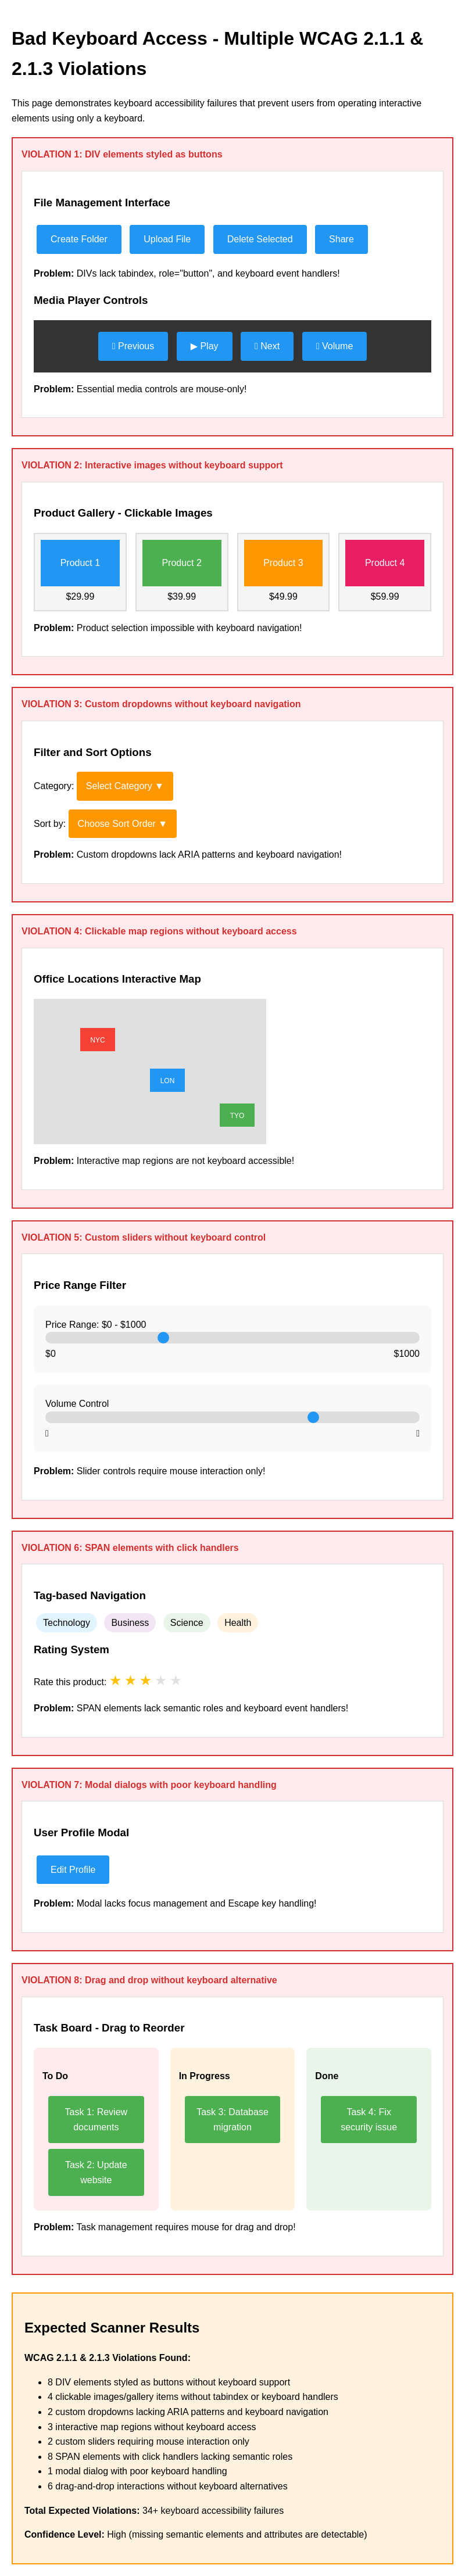 Bad Keyboard Access - Multiple WCAG 2.1.1 &
2.1.3 Violations
This page demonstrates keyboard accessibility failures that prevent users from operating interactive
elements using only a keyboard.
VIOLATION 1: DIV elements styled as buttons
File Management Interface
Create Folder Upload File Delete Selected Share
Problem: DIVs lack tabindex, role="button", and keyboard event handlers!
Media Player Controls
Previous ▶ Play Next Volume
Problem: Essential media controls are mouse-only!
VIOLATION 2: Interactive images without keyboard support
Product Gallery - Clickable Images
Product 1 Product 2 Product 3 Product 4
$29.99 $39.99 $49.99 $59.99
Problem: Product selection impossible with keyboard navigation!
VIOLATION 3: Custom dropdowns without keyboard navigation
Filter and Sort Options
Category: Select Category ▼
Sort by: Choose Sort Order ▼
Problem: Custom dropdowns lack ARIA patterns and keyboard navigation!
VIOLATION 4: Clickable map regions without keyboard access
Office Locations Interactive Map
NYC
LON
TYO
Problem: Interactive map regions are not keyboard accessible!
VIOLATION 5: Custom sliders without keyboard control
Price Range Filter
Price Range: $0 - $1000
$0 $1000
Volume Control
Problem: Slider controls require mouse interaction only!
VIOLATION 6: SPAN elements with click handlers
Tag-based Navigation
Technology Business Science Health
Rating System
Rate this product: ★ ★ ★ ★ ★
Problem: SPAN elements lack semantic roles and keyboard event handlers!
VIOLATION 7: Modal dialogs with poor keyboard handling
User Profile Modal
Edit Profile
Problem: Modal lacks focus management and Escape key handling!
VIOLATION 8: Drag and drop without keyboard alternative
Task Board - Drag to Reorder
To Do
Task 1: Review
documents
Task 2: Update
website
In Progress
Task 3: Database
migration
Done
Task 4: Fix
security issue
Problem: Task management requires mouse for drag and drop!
Expected Scanner Results
WCAG 2.1.1 & 2.1.3 Violations Found:
• 8 DIV elements styled as buttons without keyboard support
• 4 clickable images/gallery items without tabindex or keyboard handlers
• 2 custom dropdowns lacking ARIA patterns and keyboard navigation
• 3 interactive map regions without keyboard access
• 2 custom sliders requiring mouse interaction only
• 8 SPAN elements with click handlers lacking semantic roles
• 1 modal dialog with poor keyboard handling
• 6 drag-and-drop interactions without keyboard alternatives
Total Expected Violations: 34+ keyboard accessibility failures
Confidence Level: High (missing semantic elements and attributes are detectable)